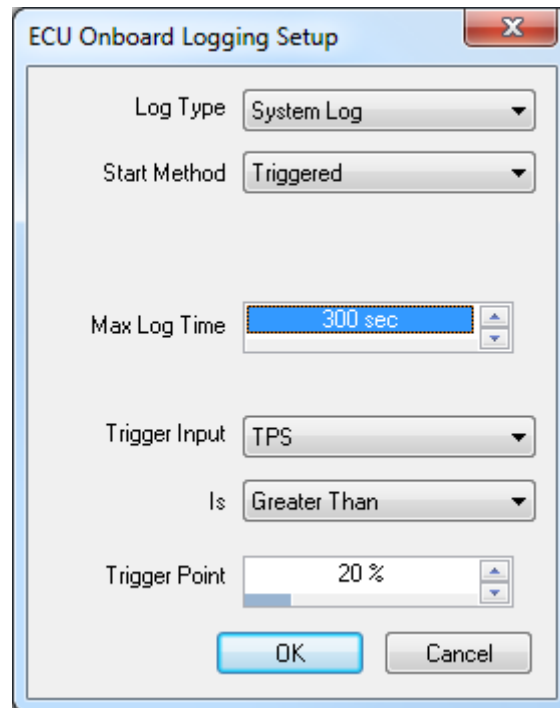 ECU Onboard Logging Setup
Log Type System Log
Start Method Triggered
Max Log Time 300 sec
Trigger Input TPS
Is Greater Than
Trigger Point 20 %
OK Cancel